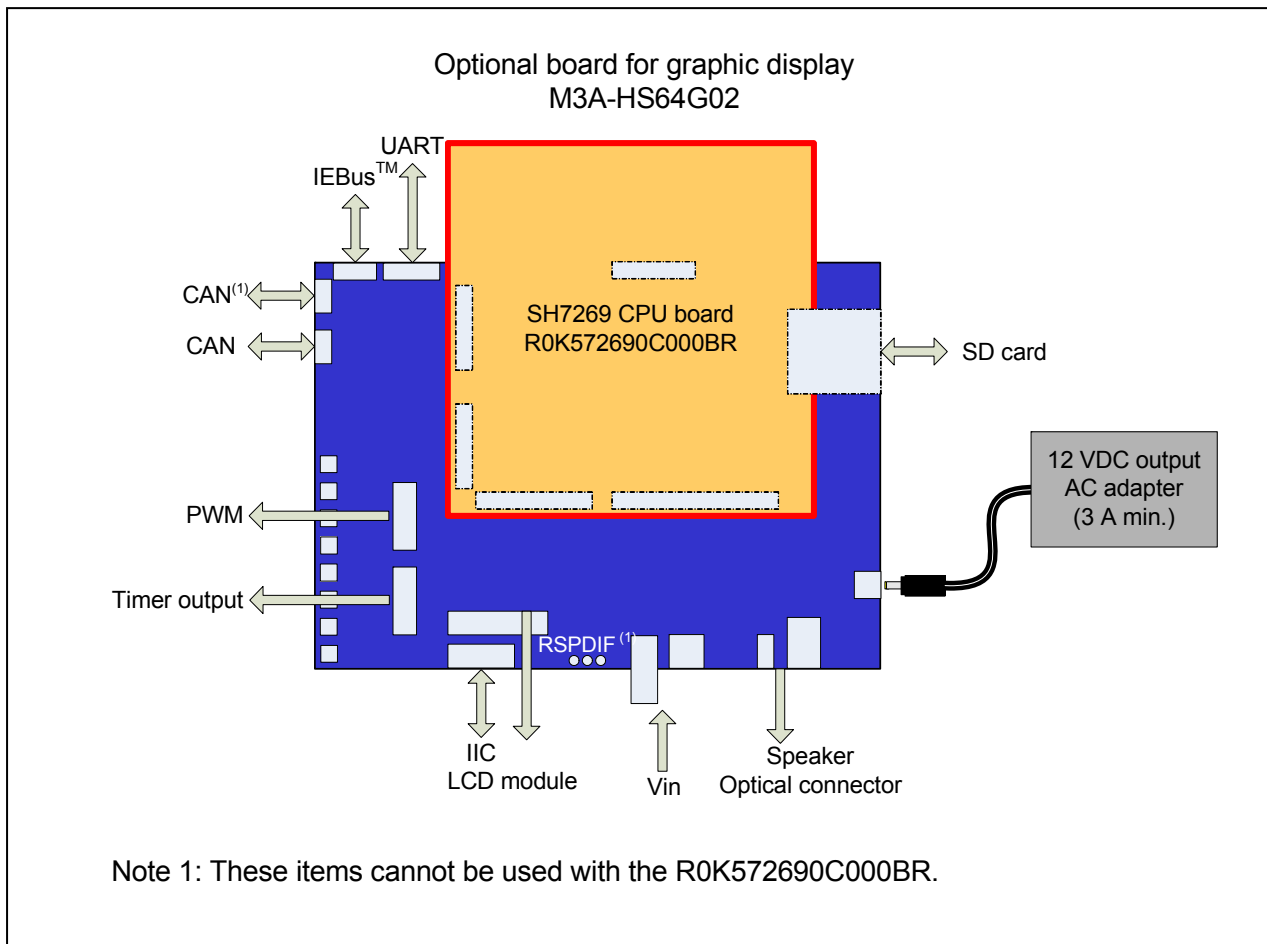 Optional board for graphic display
M3A-HS64G02
UART
IEBus™
CAN(1)
CAN
SH7269 CPU board
R0K572690C000BR
SD card
12 VDC output
AC adapter
(3 A min.)
PWM
Timer output
RSPDIF (1)
IIC
LCD module
Vin
Speaker
Optical connector
Note 1: These items cannot be used with the R0K572690C000BR.